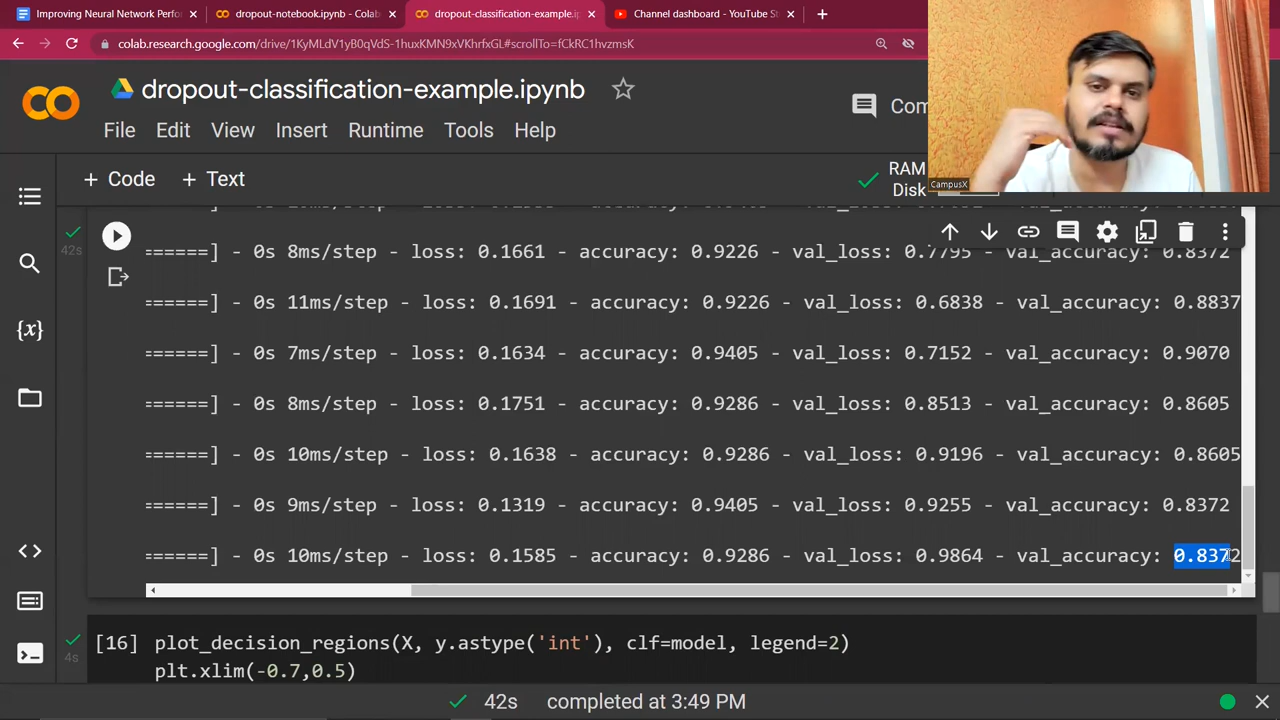 Improving Neural Network Perfo
dropout-notebook.ipynb - Colab
dropout-classification-example.ip
Channel dashboard - YouTube St
colab.research.google.com/drive/1KyMLdV1yB0qVdS-1huxKMN9xVKhrfxGL#scrollTo=fCkRC1hvzmsK
dropout-classification-example.ipynb
File Edit View Insert Runtime Tools Help
Com
+ Code + Text
RAM
Disk
CampusX
42s
======] - 0s 8ms/step - loss: 0.1661 - accuracy: 0.9226 - val_loss: 0.7795 - val_accuracy: 0.8372
======] - 0s 11ms/step - loss: 0.1691 - accuracy: 0.9226 - val_loss: 0.6838 - val_accuracy: 0.8837
======] - 0s 7ms/step - loss: 0.1634 - accuracy: 0.9405 - val_loss: 0.7152 - val_accuracy: 0.9070
======] - 0s 8ms/step - loss: 0.1751 - accuracy: 0.9286 - val_loss: 0.8513 - val_accuracy: 0.8605
======] - 0s 10ms/step - loss: 0.1638 - accuracy: 0.9286 - val_loss: 0.9196 - val_accuracy: 0.8605
======] - 0s 9ms/step - loss: 0.1319 - accuracy: 0.9405 - val_loss: 0.9255 - val_accuracy: 0.8372
======] - 0s 10ms/step - loss: 0.1585 - accuracy: 0.9286 - val_loss: 0.9864 - val_accuracy: 0.8372
4s
[16] plot_decision_regions(X, y.astype('int'), clf=model, legend=2)
plt.xlim(-0.7,0.5)
42s completed at 3:49 PM